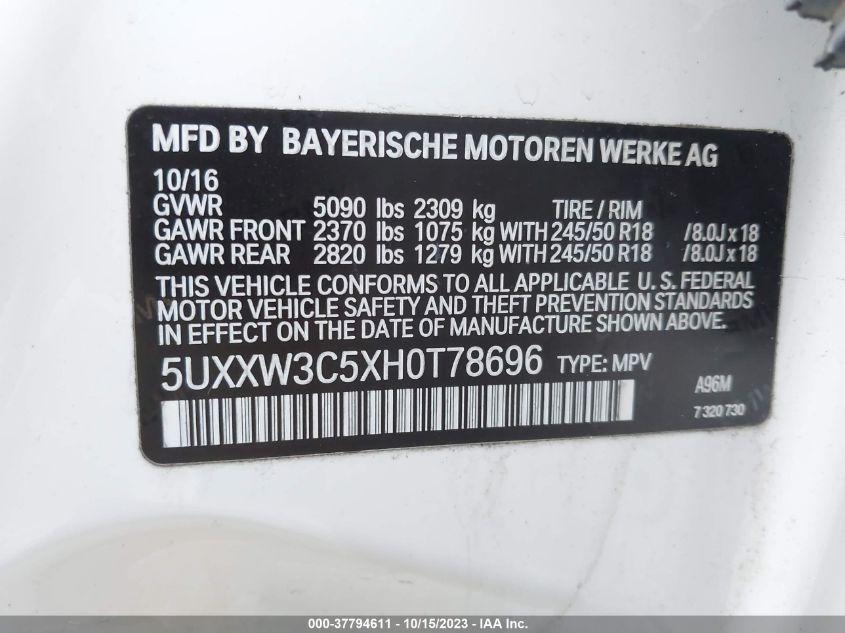 MFD BY BAYERISCHE MOTOREN WERKE AG
10/16
GVWR 5090 lbs 2309 kg TIRE / RIM
GAWR FRONT 2370 lbs 1075 kg WITH 245/50 R18 /8.0J x 18
GAWR REAR 2820 lbs 1279 kg WITH 245/50 R18 /8.0J x 18
THIS VEHICLE CONFORMS TO ALL APPLICABLE U. S. FEDERAL
MOTOR VEHICLE SAFETY AND THEFT PREVENTION STANDARDS
IN EFFECT ON THE DATE OF MANUFACTURE SHOWN ABOVE.
5UXXW3C5XH0T78696 TYPE: MPV
A96M
7 320 730
000-37794611 - 10/15/2023 - IAA Inc.